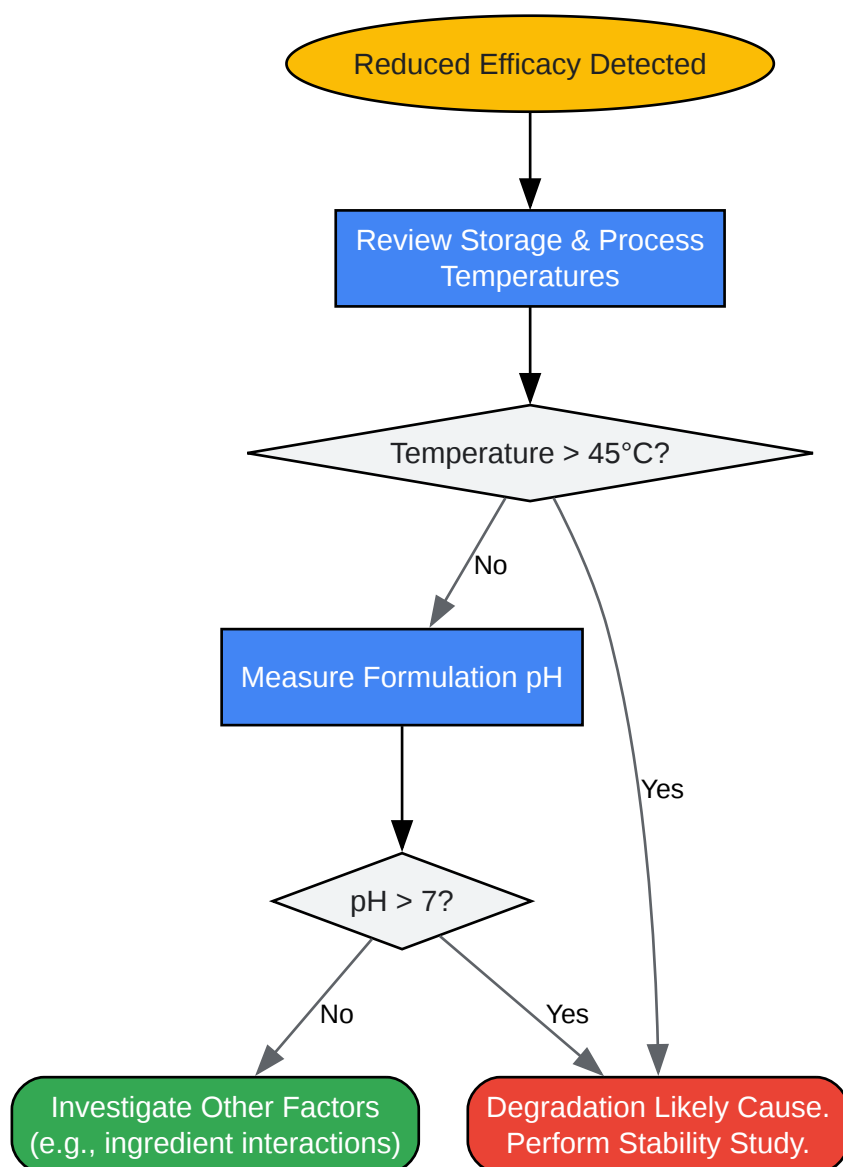 Reduced Efficacy Detected
Review Storage & Process
Temperatures
Temperature > 45°C?
No
Measure Formulation pH
Yes
pH > 7?
No
Yes
Investigate Other Factors
(e.g., ingredient interactions)
Degradation Likely Cause.
Perform Stability Study.